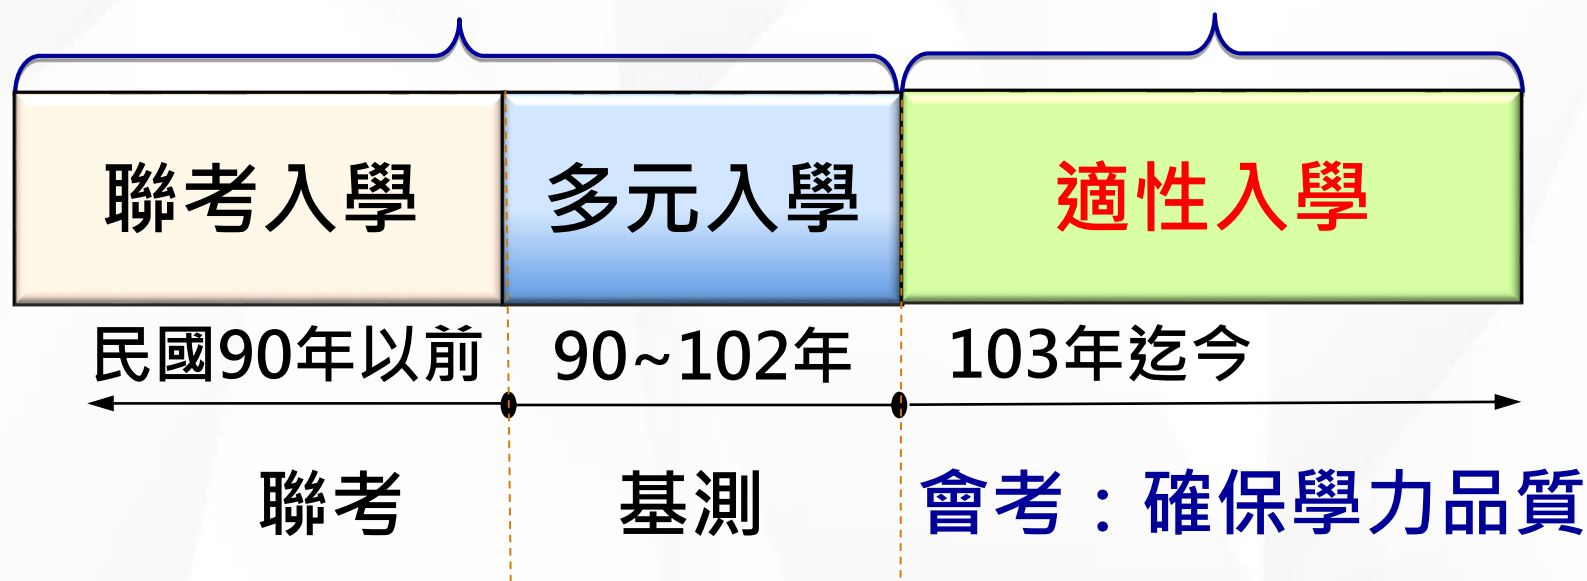 聯考入學 多元入學 適性入學
民國90年以前 90~102年 103年迄今
聯考 基測 會考：確保學力品質